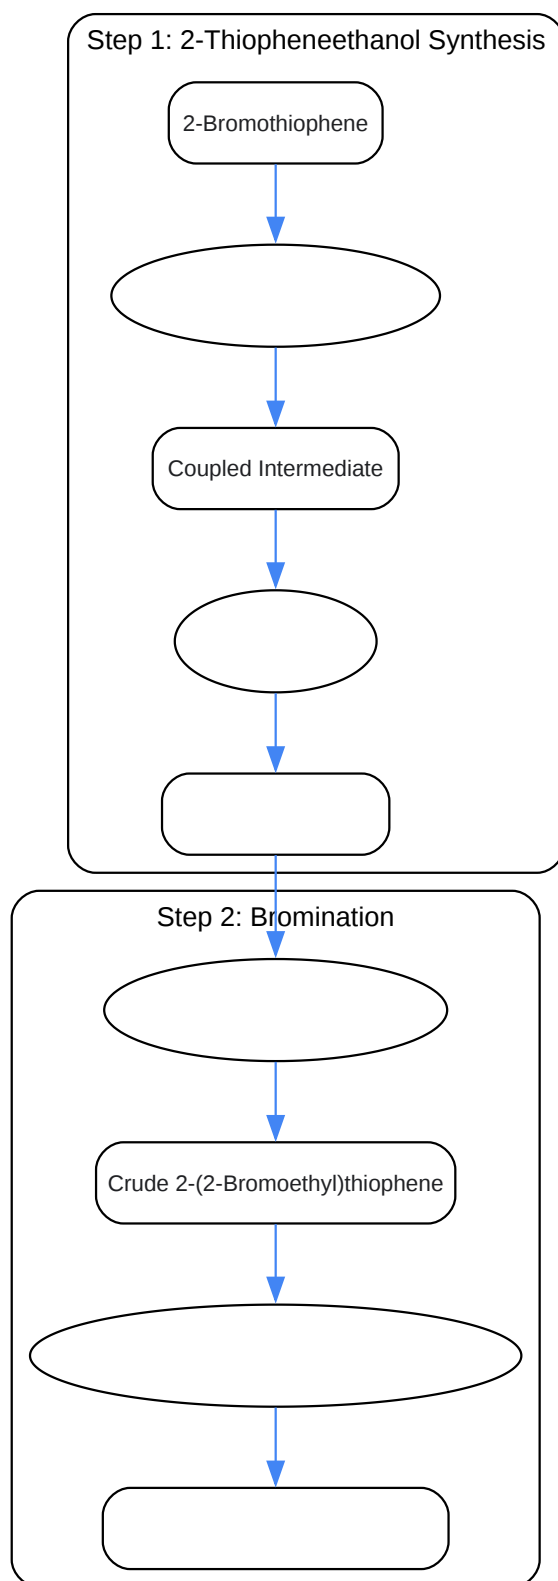 Step 1: 2-Thiopheneethanol Synthesis
2-Bromothiophene
Coupled Intermediate
Step 2: Bromination
Crude 2-(2-Bromoethyl)thiophene